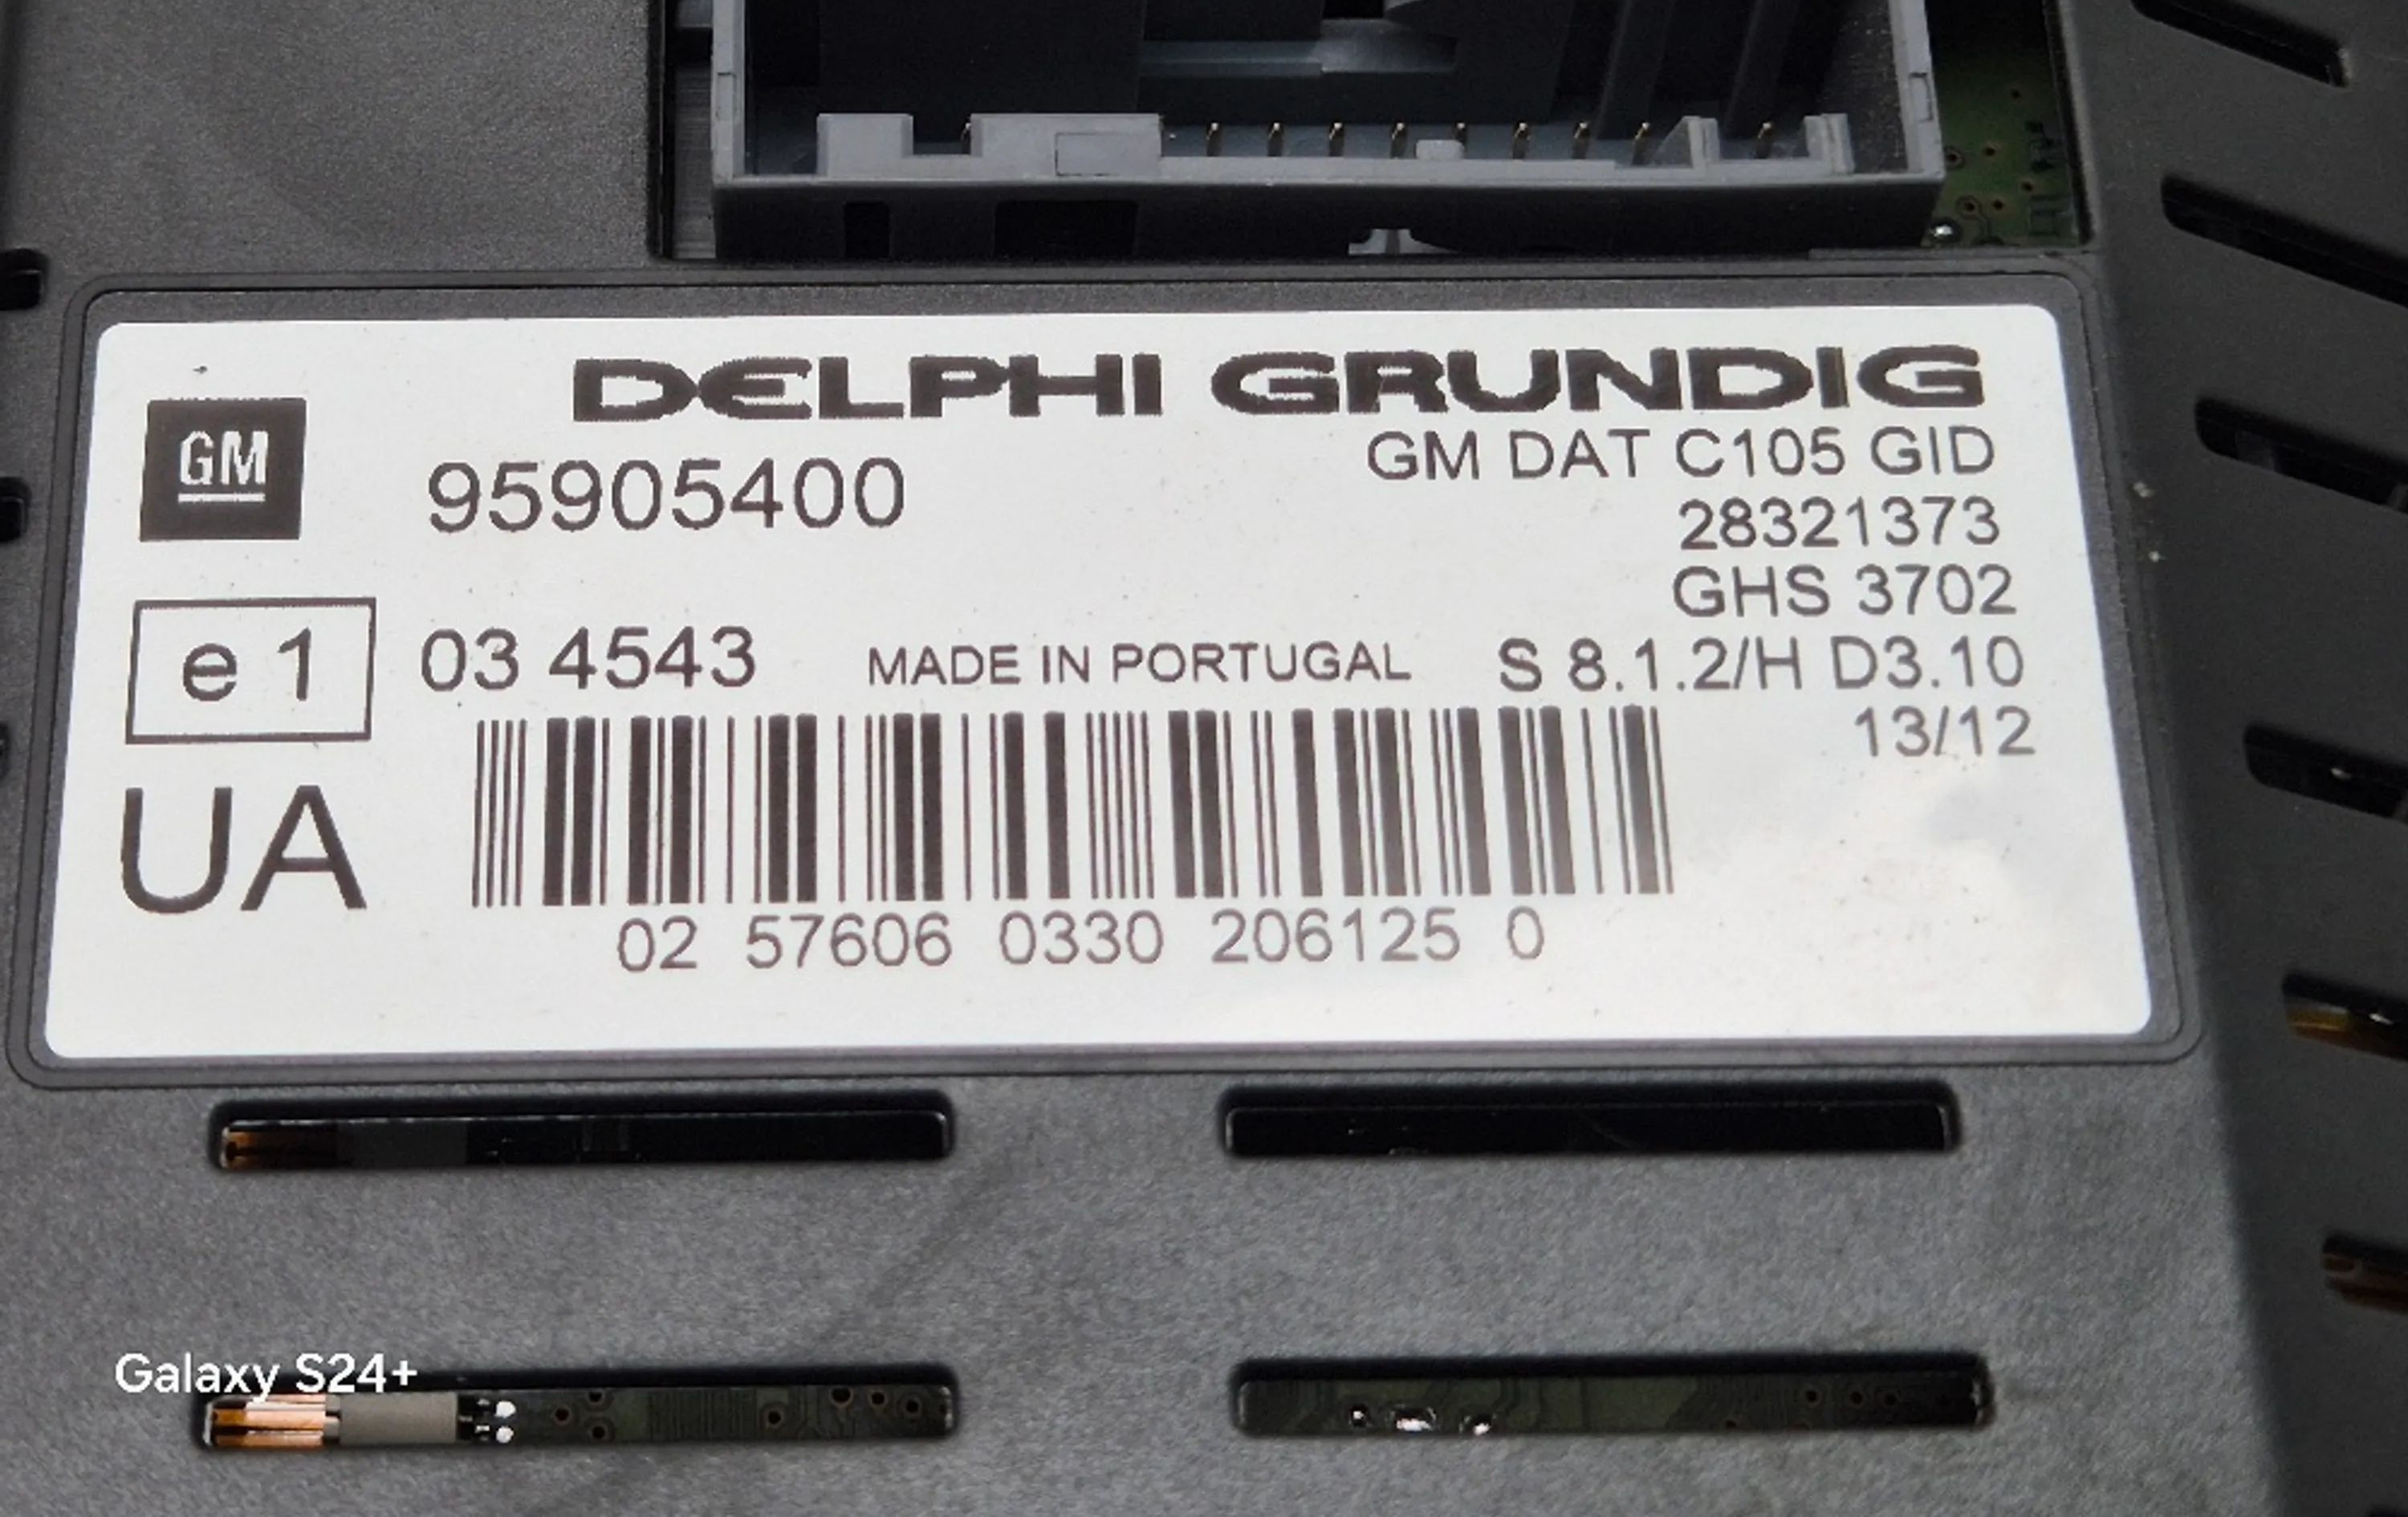 DELPHI GRUNDIG
GM
95905400
GM DAT C105 GID
28321373
GHS 3702
e1
03 4543
MADE IN PORTUGAL
S 8.1.2/H D3.10
13/12
UA
02 57606 0330 206125 0
Galaxy S24+